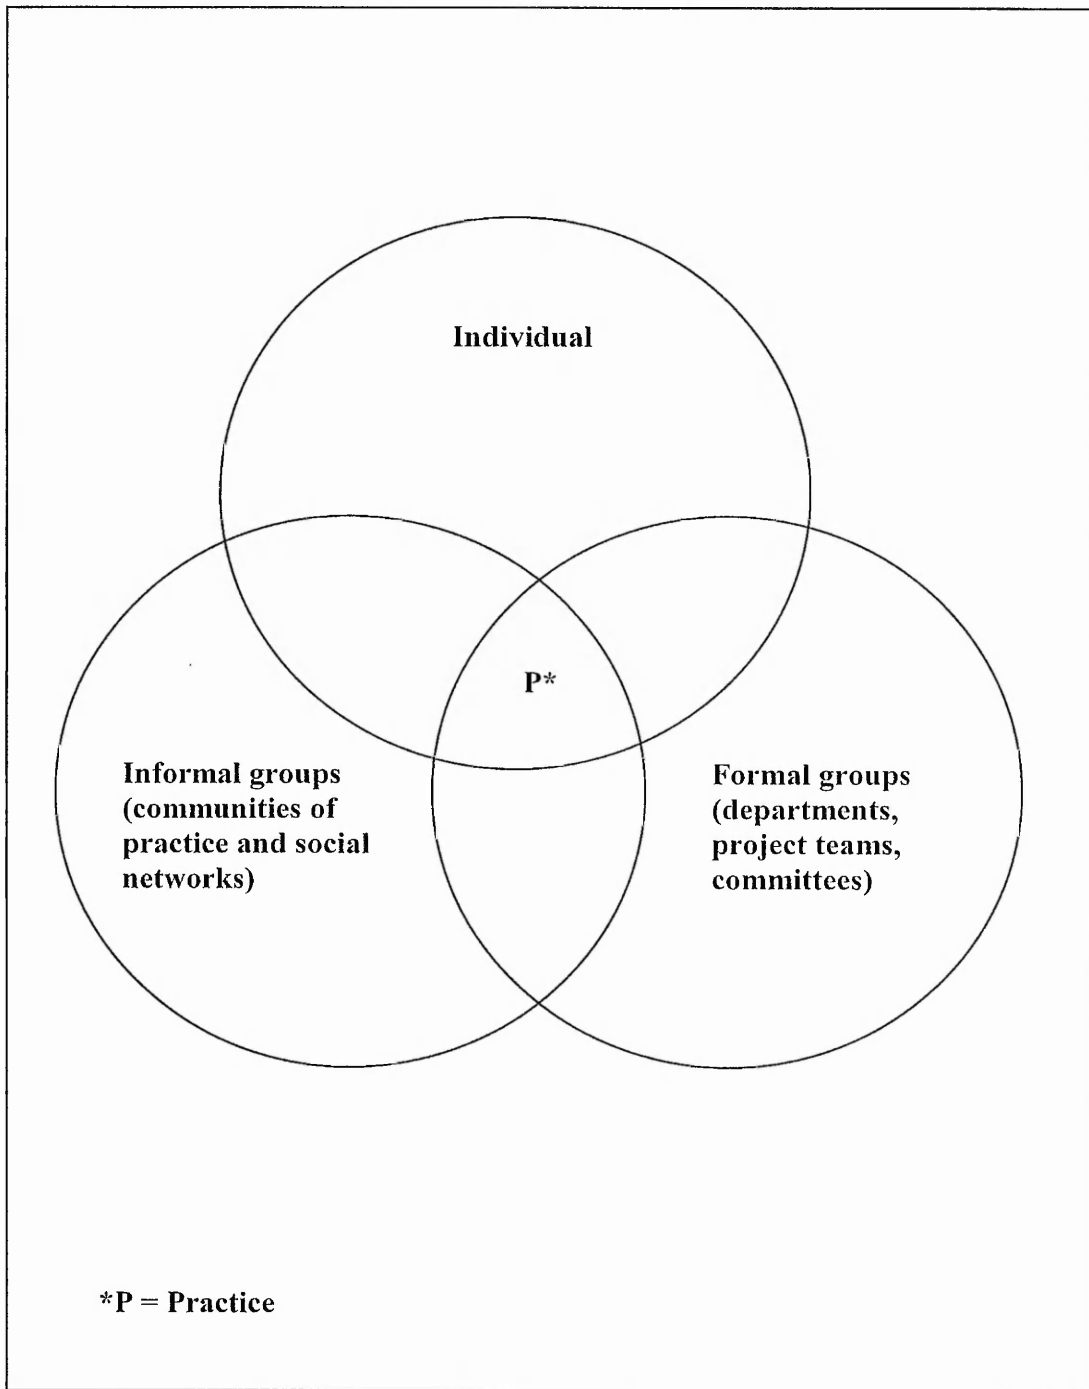 Individual
P*
Informal groups
(communities of
practice and social
networks)
Formal groups
(departments,
project teams,
committees)
*P = Practice